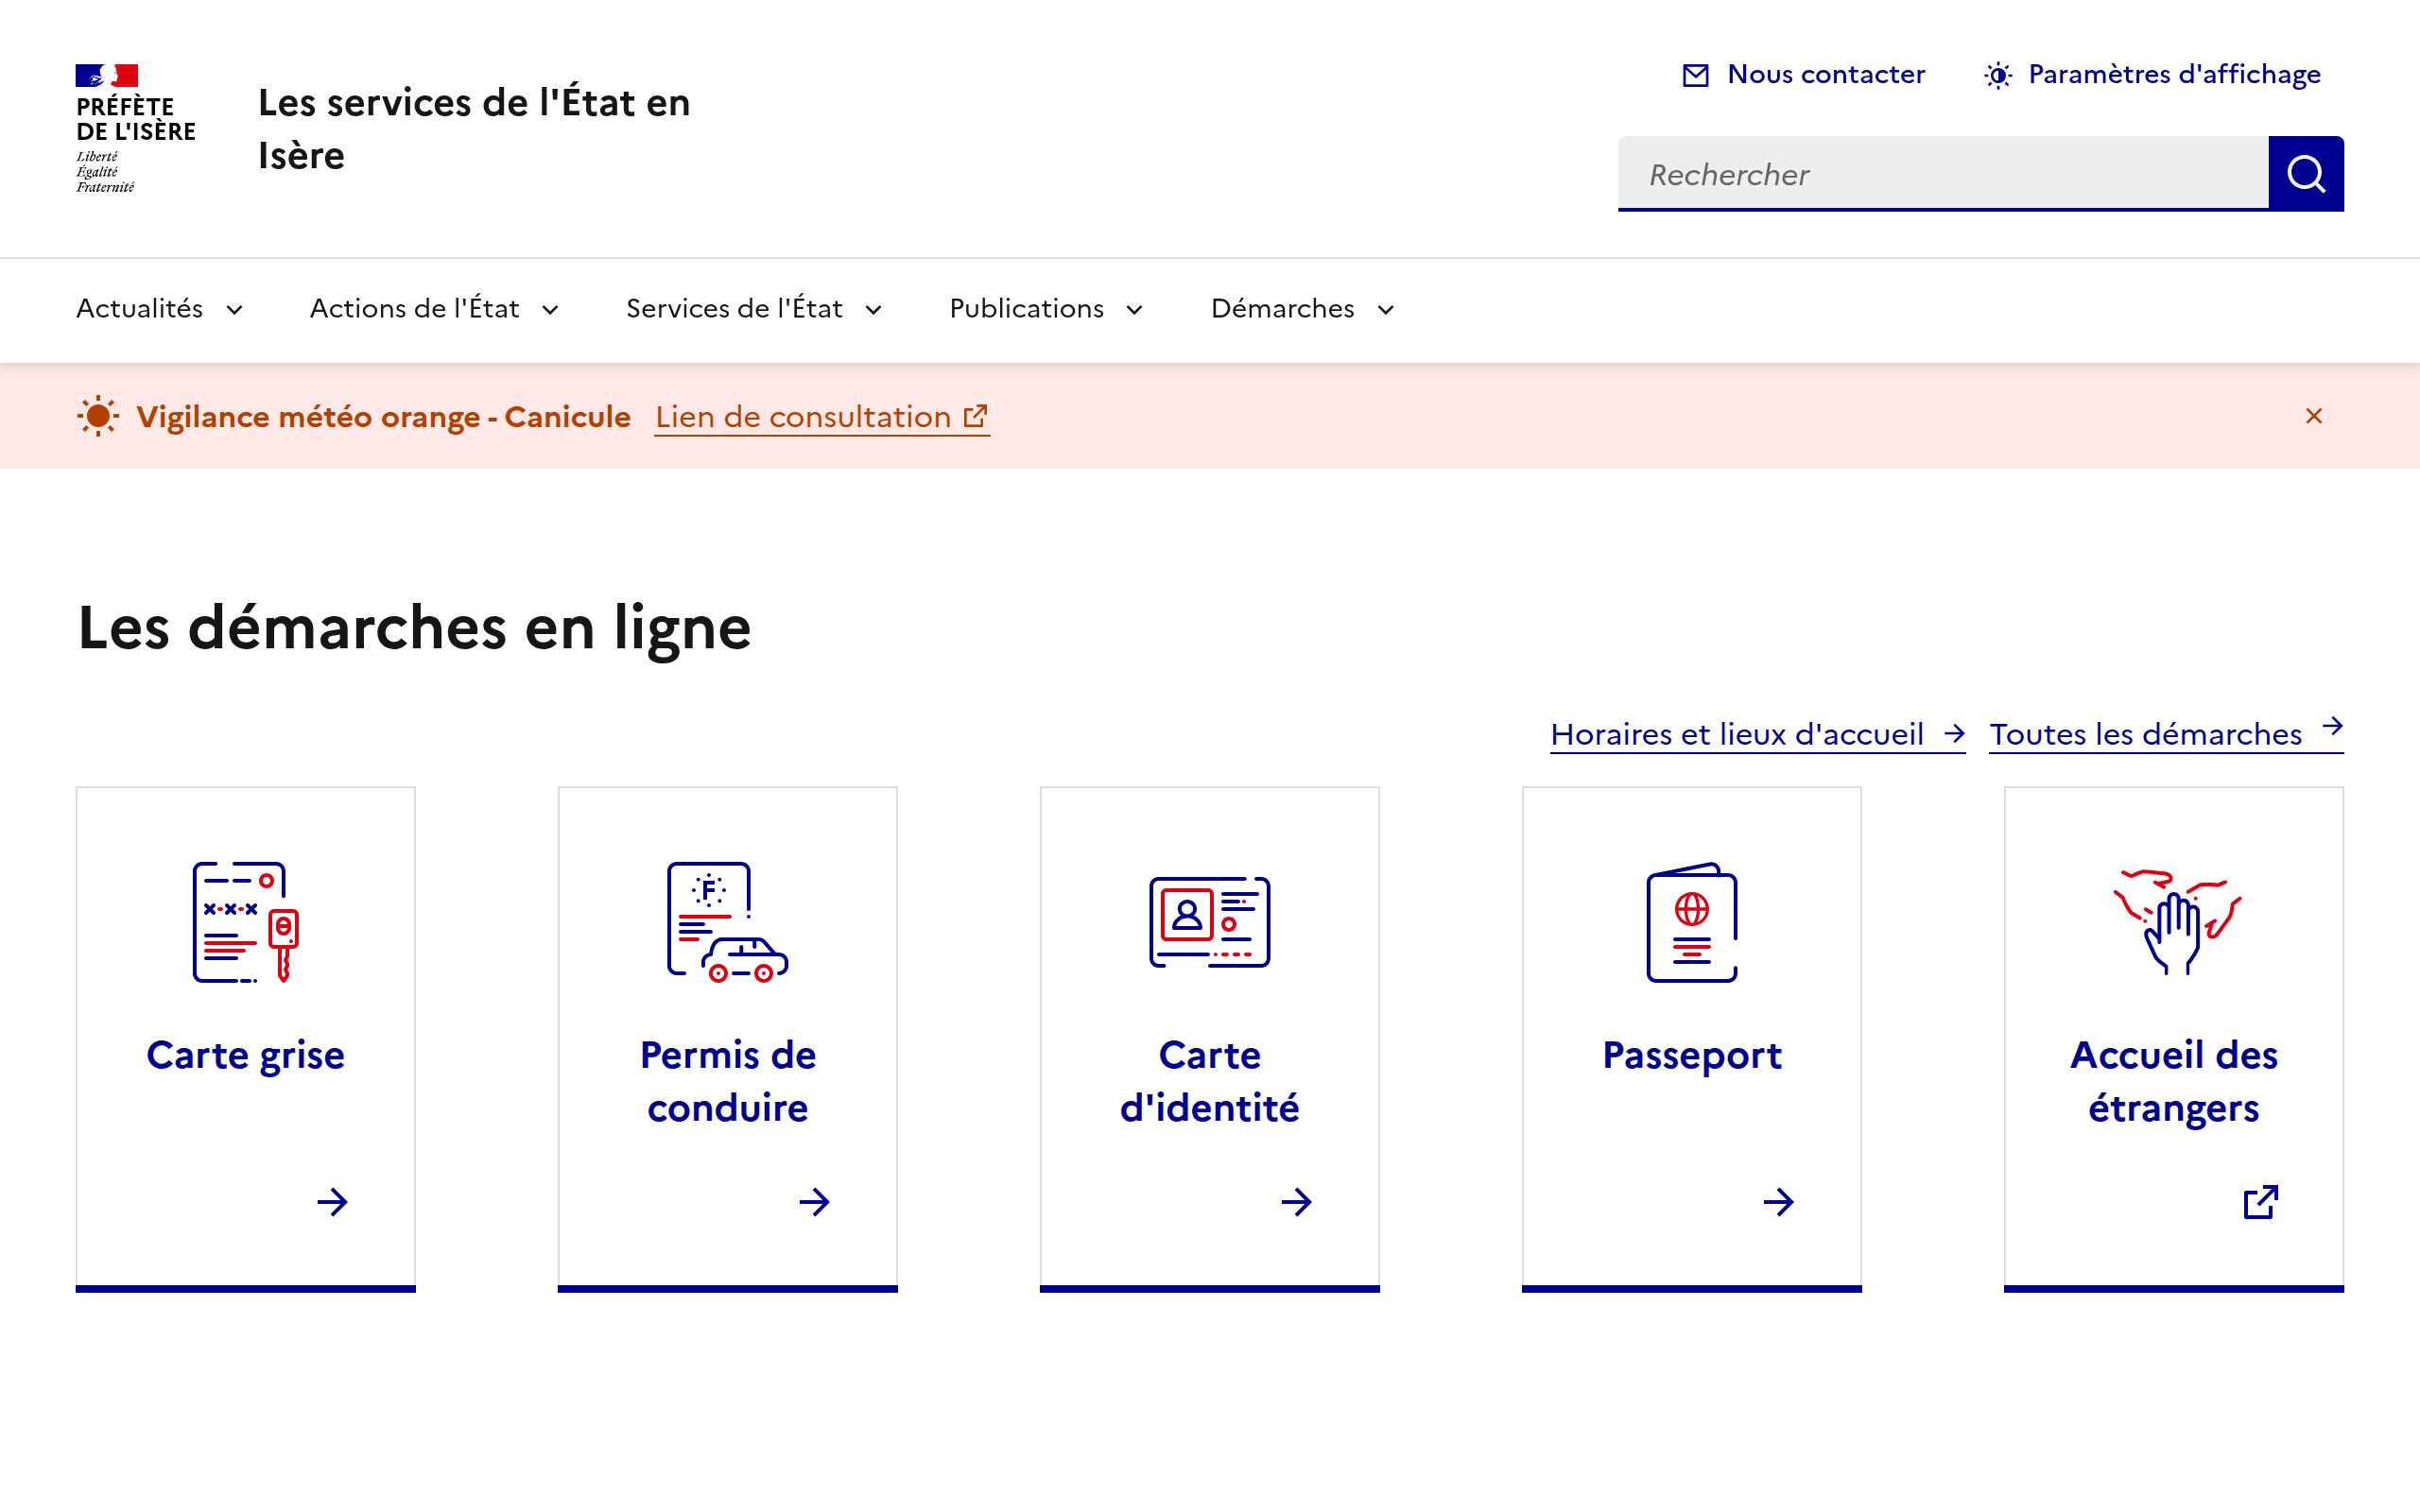 PRÉFÈTE
DE L'ISÈRE
Liberté
Égalité
Fraternité
Les services de l'État en
Isère
Nous contacter
Paramètres d'affichage
Rechercher
Actualités
Actions de l'État
Services de l'État
Publications
Démarches
Vigilance météo orange - Canicule
Lien de consultation
Les démarches en ligne
Horaires et lieux d'accueil
Toutes les démarches
F
Carte grise
Permis de
conduire
Carte
d'identité
Passeport
Accueil des
étrangers